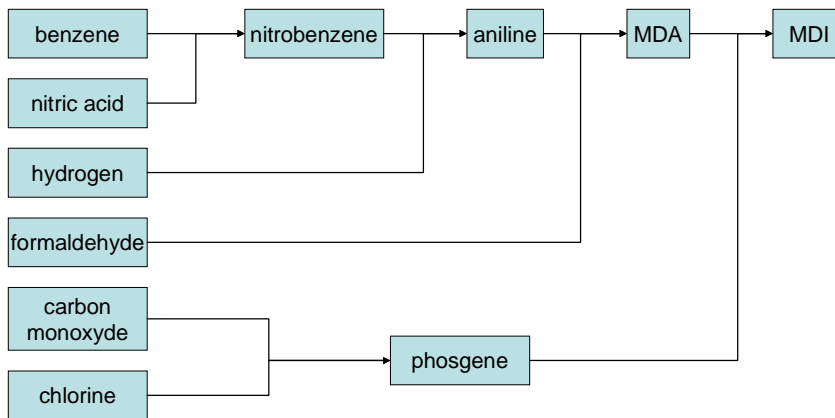 benzene
nitrobenzene
aniline
MDA
MDI
nitric acid
hydrogen
formaldehyde
carbon
monoxyde
phosgene
chlorine